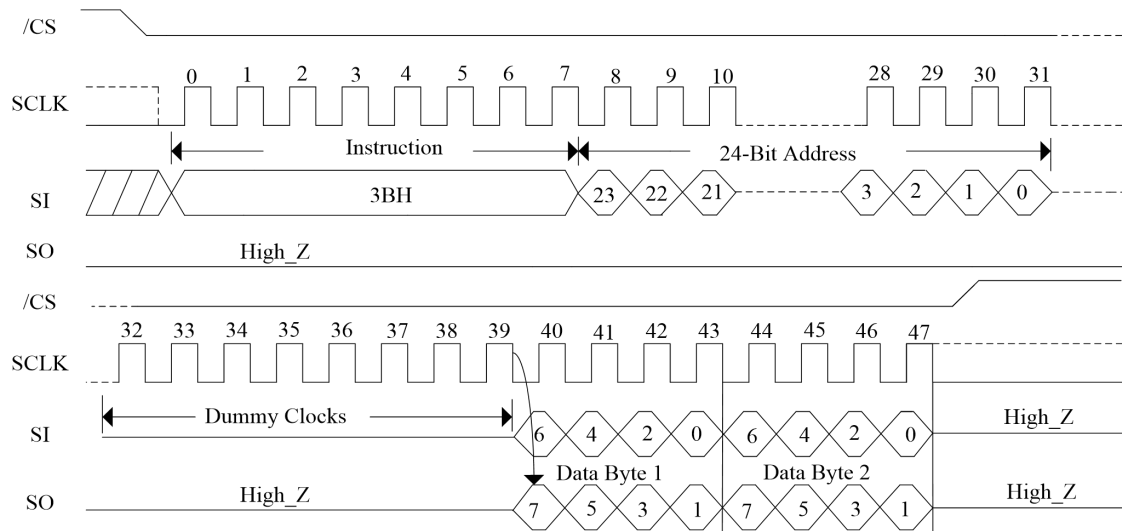 /CS
0 1 2 3 4 5 6 7 8 9 10 28 29 30 31
SCLK
Instruction 24-Bit Address
SI 3BH 23 22 21 3 2 1 0
SO High_Z
/CS
32 33 34 35 36 37 38 39 40 41 42 43 44 45 46 47
SCLK
Dummy Clocks
SI 6 4 2 0 6 4 2 0 High_Z
Data Byte 1 Data Byte 2
SO High_Z 7 5 3 1 7 5 3 1 High_Z